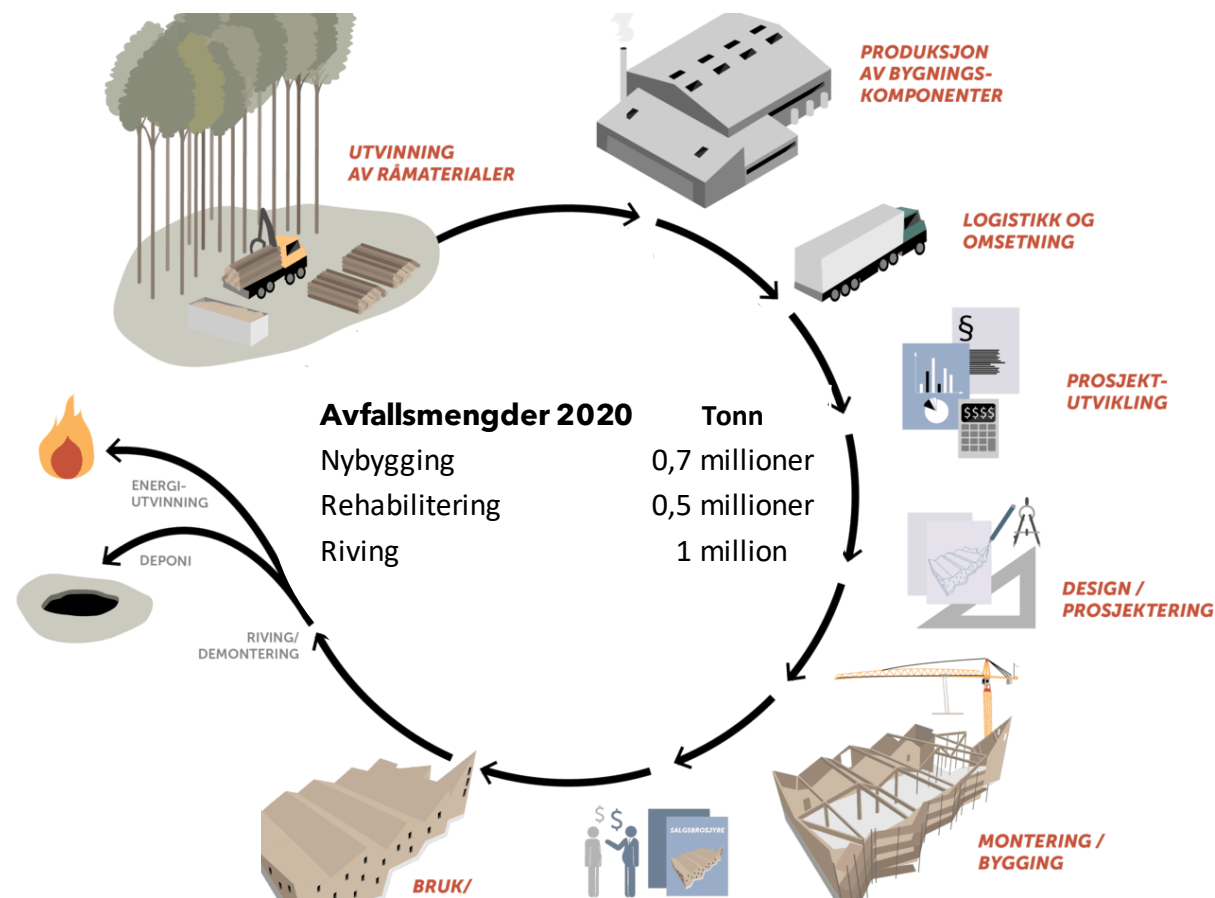 PRODUKSJON
AV BYGNINGS-
KOMPONENTER
UTVINNING
AV RÅMATERIALER
LOGISTIKK OG
OMSETNING
§
$$$$
PROSJEKT-
UTVIKLING
Avfallsmengder 2020 Tonn
Nybygging 0,7 millioner
Rehabilitering 0,5 millioner
Riving 1 million
ENERGI-
UTVINNING
DEPONI
DESIGN /
PROSJEKTERING
RIVING/
DEMONTERING
MONTERING /
BYGGING
$ $
SALGSBROSJYRE
BRUK/